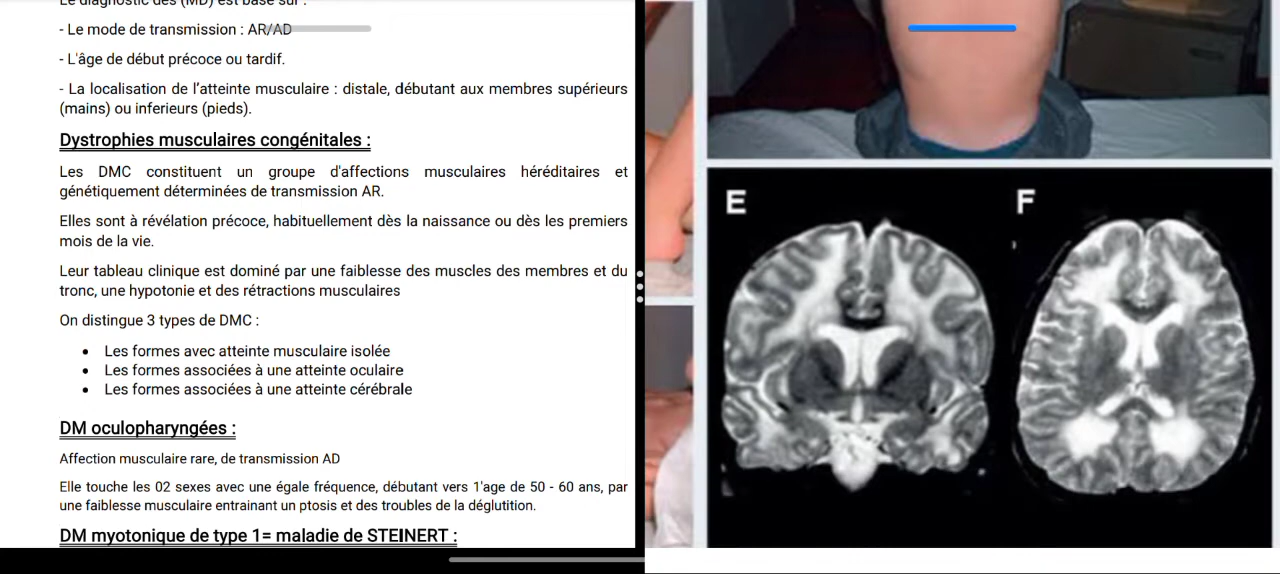 Le diagnostic des (MD) est basé sur :
- Le mode de transmission : AR/AD
- L'âge de début précoce ou tardif.
- La localisation de l'atteinte musculaire : distale, débutant aux membres supérieurs
(mains) ou inferieurs (pieds).
Dystrophies musculaires congénitales :
Les DMC constituent un groupe d'affections musculaires héréditaires et
génétiquement déterminées de transmission AR.
Elles sont à révélation précoce, habituellement dès la naissance ou dès les premiers
mois de la vie.
Leur tableau clinique est dominé par une faiblesse des muscles des membres et du
tronc, une hypotonie et des rétractions musculaires
On distingue 3 types de DMC :
• Les formes avec atteinte musculaire isolée
• Les formes associées à une atteinte oculaire
• Les formes associées à une atteinte cérébrale
DM oculopharyngées :
Affection musculaire rare, de transmission AD
Elle touche les 02 sexes avec une égale fréquence, débutant vers 1'age de 50 - 60 ans, par
une faiblesse musculaire entrainant un ptosis et des troubles de la déglutition.
DM myotonique de type 1= maladie de STEINERT :
E
F